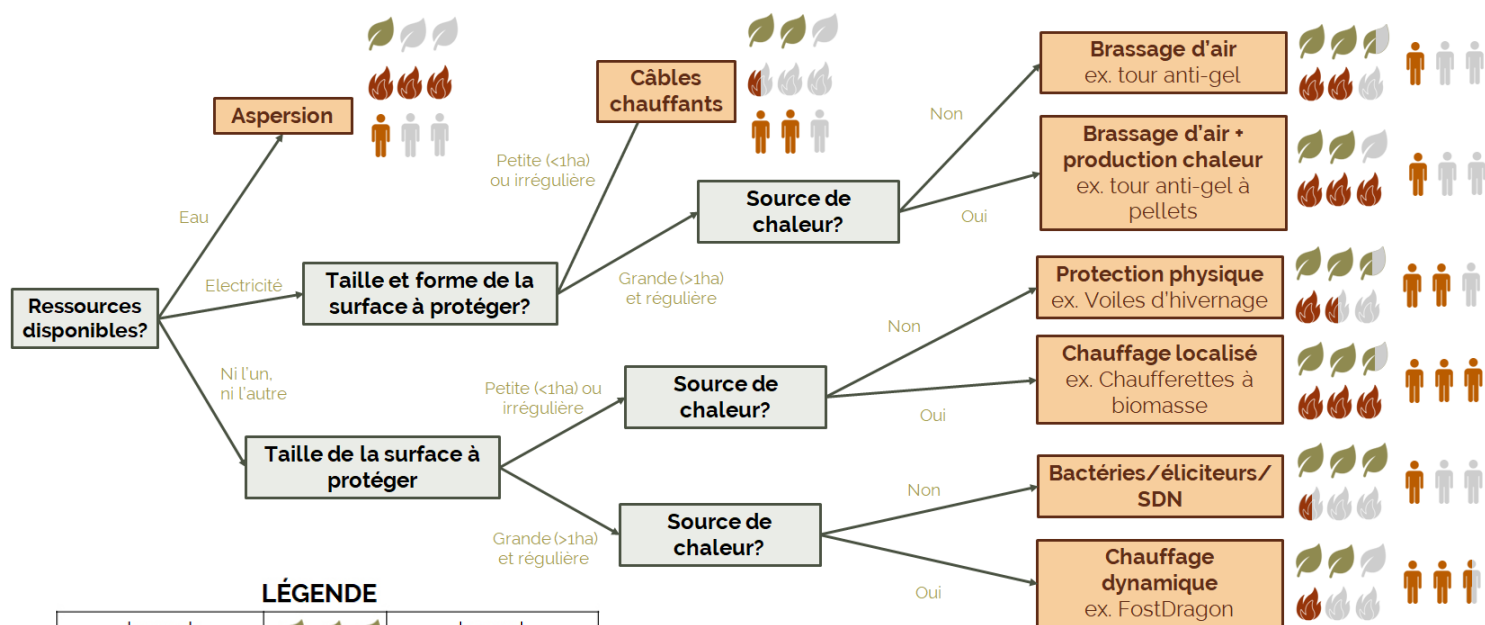 Aspersion
Câbles
chauffants
Brassage d'air
ex. tour anti-gel
Non
Petite (<1ha)
ou irrégulière
Brassage d'air +
production chaleur
ex. tour anti-gel à
pellets
Source de
chaleur?
Oui
Eau
Electricité
Taille et forme de la
surface à protéger?
Grande (>1ha)
et régulière
Protection physique
ex. Voiles d'hivernage
Ressources
disponibles?
Non
Ni l'un,
ni l'autre
Petite (<1ha) ou
irrégulière
Source de
chaleur?
Chauffage localisé
ex. Chaufferettes à
biomasse
Oui
Taille de la surface à
protéger
Bactéries/éliciteurs/
SDN
Non
Grande (>1ha)
et régulière
Source de
chaleur?
Chauffage
dynamique
ex. FostDragon
Oui
LÉGENDE